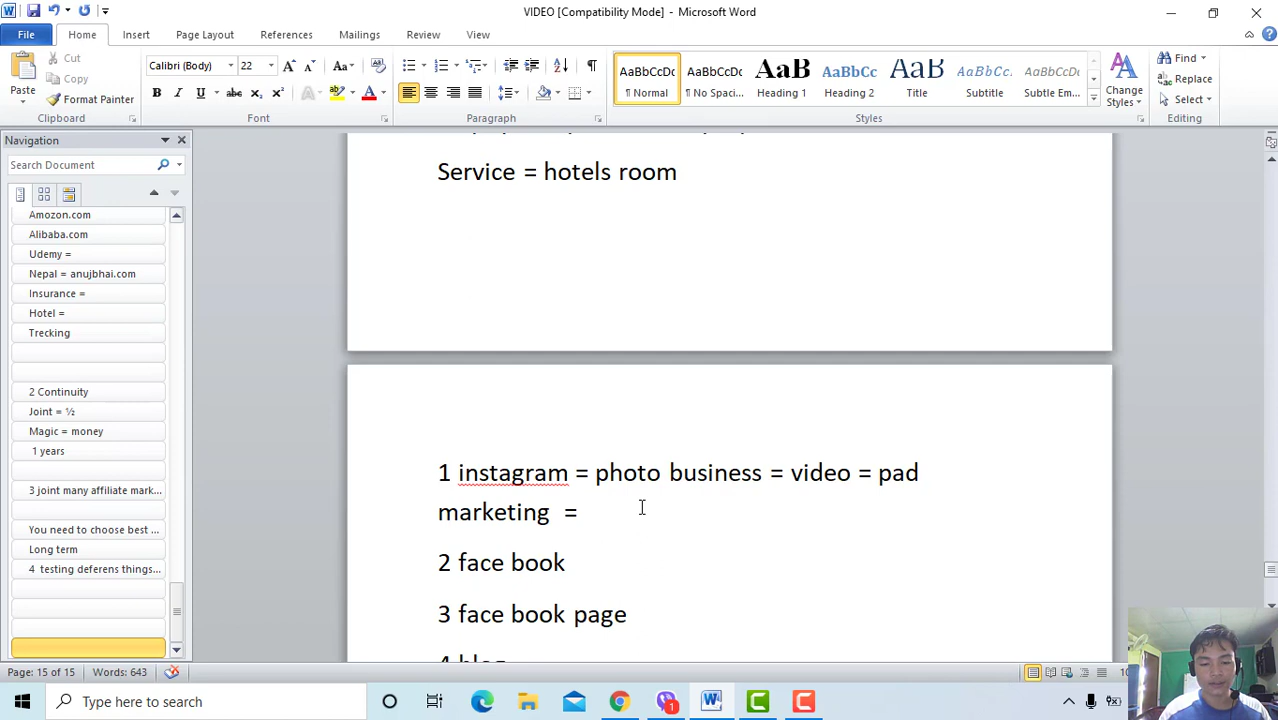 VIDEO [Compatibility Mode] - Microsoft Word
File Home Insert Page Layout References Mailings Review View
Paste
Cut
Copy
Format Painter
Clipboard
Calibri (Body) 22
Font
Paragraph
AaBbCcDc
¶ Normal
AaBbCcDc
¶ No Spaci...
AaB
Heading 1
AaBbCc
Heading 2
AaB
Title
AaBbCc.
Subtitle
AaBbCcDc
Subtle Em...
Change
Styles
Styles
Find
Replace
Select
Editing
Navigation
Search Document
Amozon.com
Alibaba.com
Udemy =
Nepal = anujbhai.com
Insurance =
Hotel =
Trecking
2 Continuity
Joint = ½
Magic = money
1 years
3 joint many affiliate mark...
You need to choose best ...
Long term
4 testing deferens things...
Service = hotels room
1 instagram = photo business = video = pad
marketing =
2 face book
3 face book page
4 blog
Page: 15 of 15 Words: 643
Type here to search